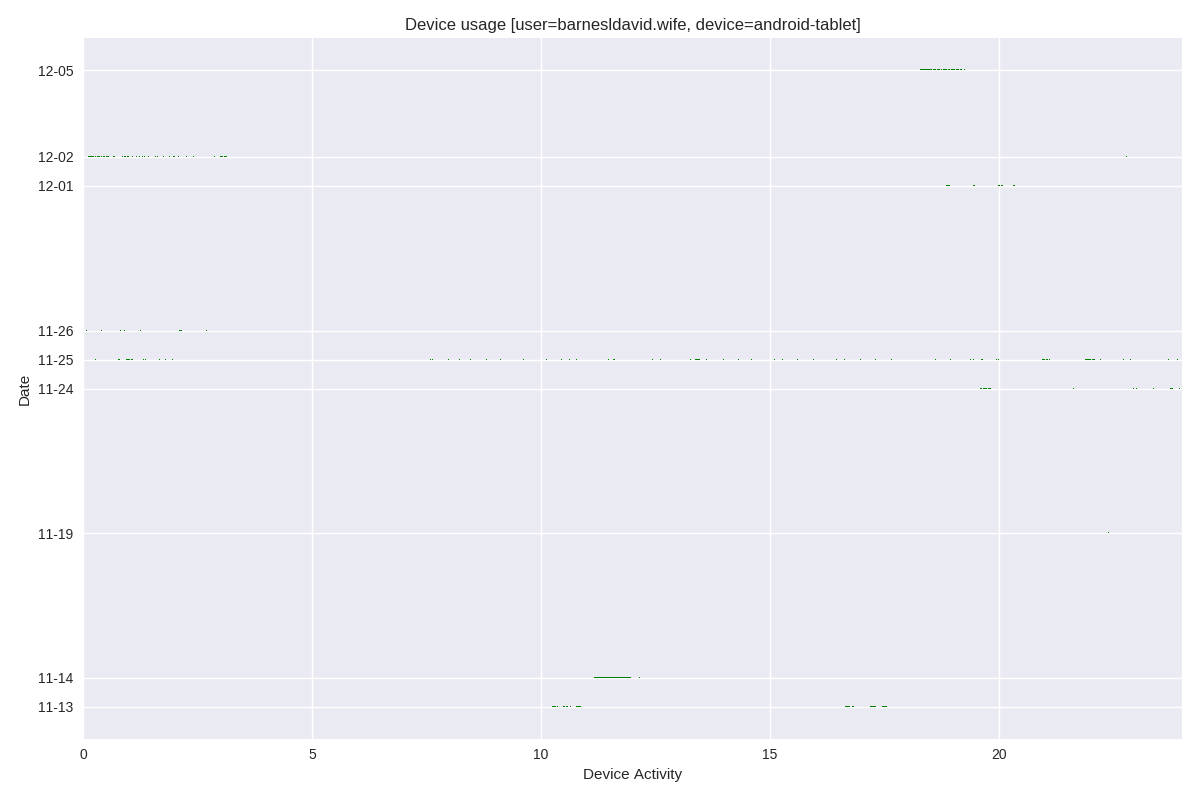 Device usage [user=barnesldavid.wife, device=android-tablet]
12-05
12-02
12-01
11-26
11-25
11-24
11-19
11-14
11-13
Date
0 5 10 15 20
Device Activity